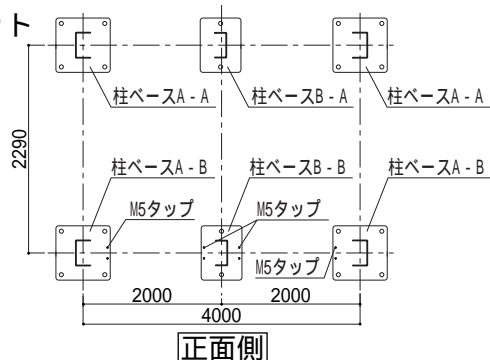 ト
柱ベースA - A
柱ベースB - A
柱ベースA - A
2290
柱ベースA - B
柱ベースB - B
柱ベースA - B
M5タップ
M5タップ
M5タップ
2000
2000
4000
正面側